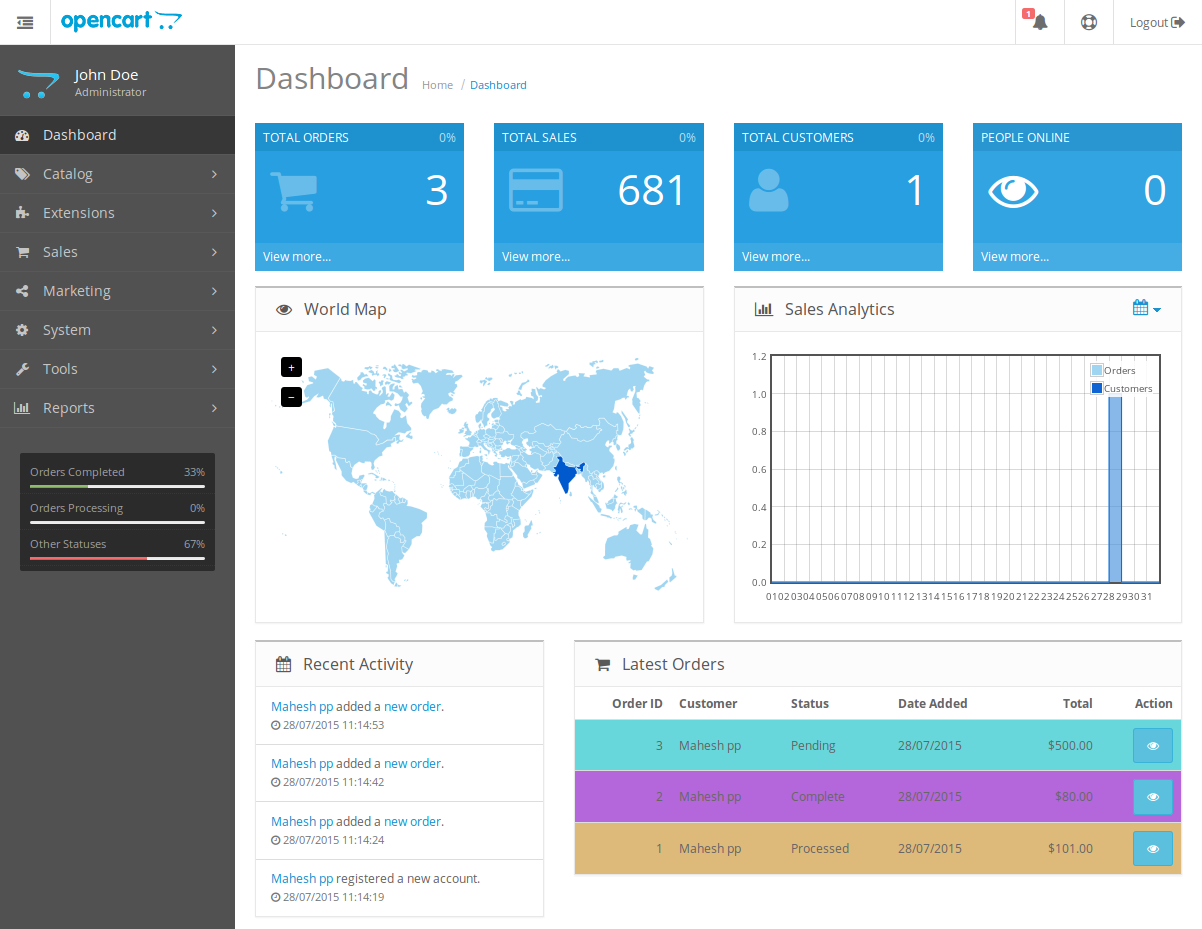 opencart
1
Logout
John Doe
Administrator
Dashboard
Catalog
Extensions
Sales
Marketing
System
Tools
Reports
Orders Completed 33%
Orders Processing 0%
Other Statuses 67%
Dashboard Home / Dashboard
TOTAL ORDERS 0%
3
View more...
TOTAL SALES 0%
681
View more...
TOTAL CUSTOMERS 0%
1
View more...
PEOPLE ONLINE
0
View more...
World Map
+
−
Sales Analytics
Orders
Customers
1.2
1.0
0.8
0.6
0.4
0.2
0.0
01 02 03 04 05 06 07 08 09 10 11 12 13 14 15 16 17 18 19 20 21 22 23 24 25 26 27 28 29 30 31
Recent Activity
Mahesh pp added a new order.
28/07/2015 11:14:53
Mahesh pp added a new order.
28/07/2015 11:14:42
Mahesh pp added a new order.
28/07/2015 11:14:24
Mahesh pp registered a new account.
28/07/2015 11:14:19
Latest Orders
Order ID Customer Status Date Added Total Action
3 Mahesh pp Pending 28/07/2015 $500.00
2 Mahesh pp Complete 28/07/2015 $80.00
1 Mahesh pp Processed 28/07/2015 $101.00